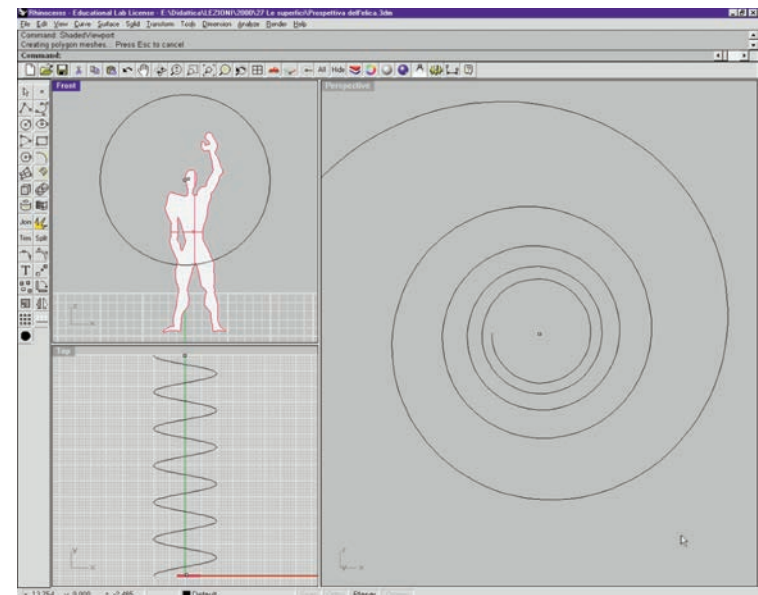 Rhinoceros - Educational Lab License - E:\Didattica\LEZIONI\2000\27 Le superfici\Prospettiva dell'elica.3dm
File Edit View Curve Surface Solid Transform Tools Dimension Analyze Render Help
Command: ShadedViewport
Creating polygon meshes... Press Esc to cancel
Command:
All Hide
Front
Perspective
Join
Split
T
z
x
Top
y
x
Default